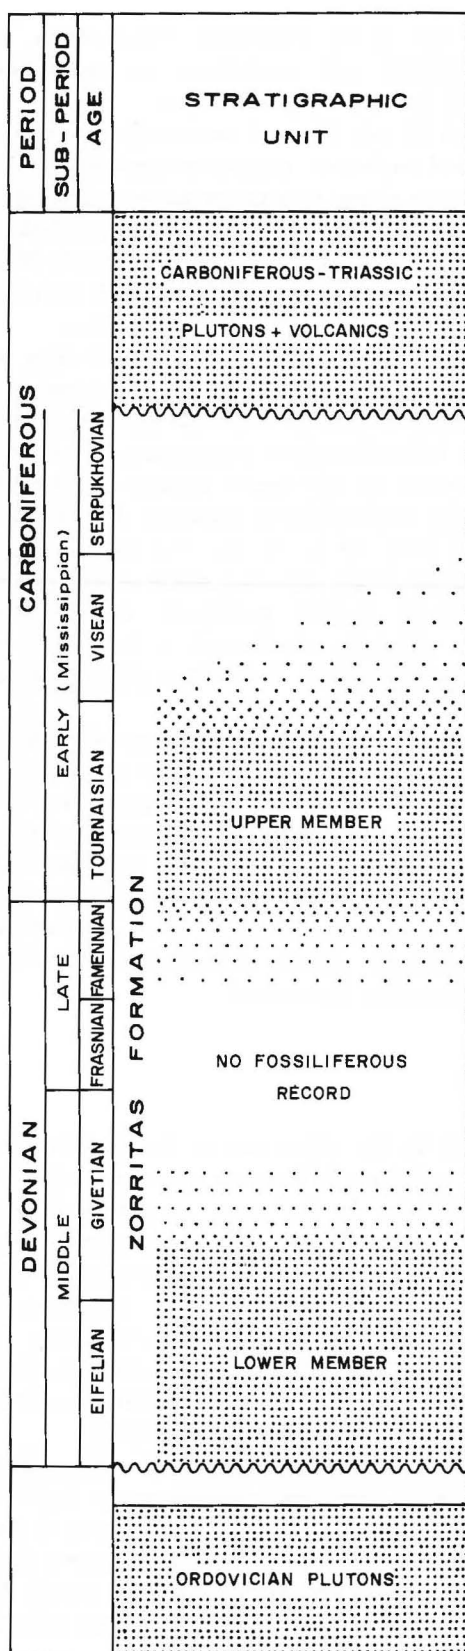 PERIOD
SUB-PERIOD
AGE
STRATIGRAPHIC
UNIT
CARBONIFEROUS-TRIASSIC
PLUTONS + VOLCANICS
CARBONIFEROUS
EARLY (Mississippian)
SERPUKHOVIAN
VISEAN
TOURNAISIAN
UPPER MEMBER
ZORRITAS FORMATION
DEVONIAN
LATE
FAMENNIAN
FRASNIAN
NO FOSSILIFEROUS
RECORD
MIDDLE
GIVETIAN
EIFELIAN
LOWER MEMBER
ORDOVICIAN PLUTONS